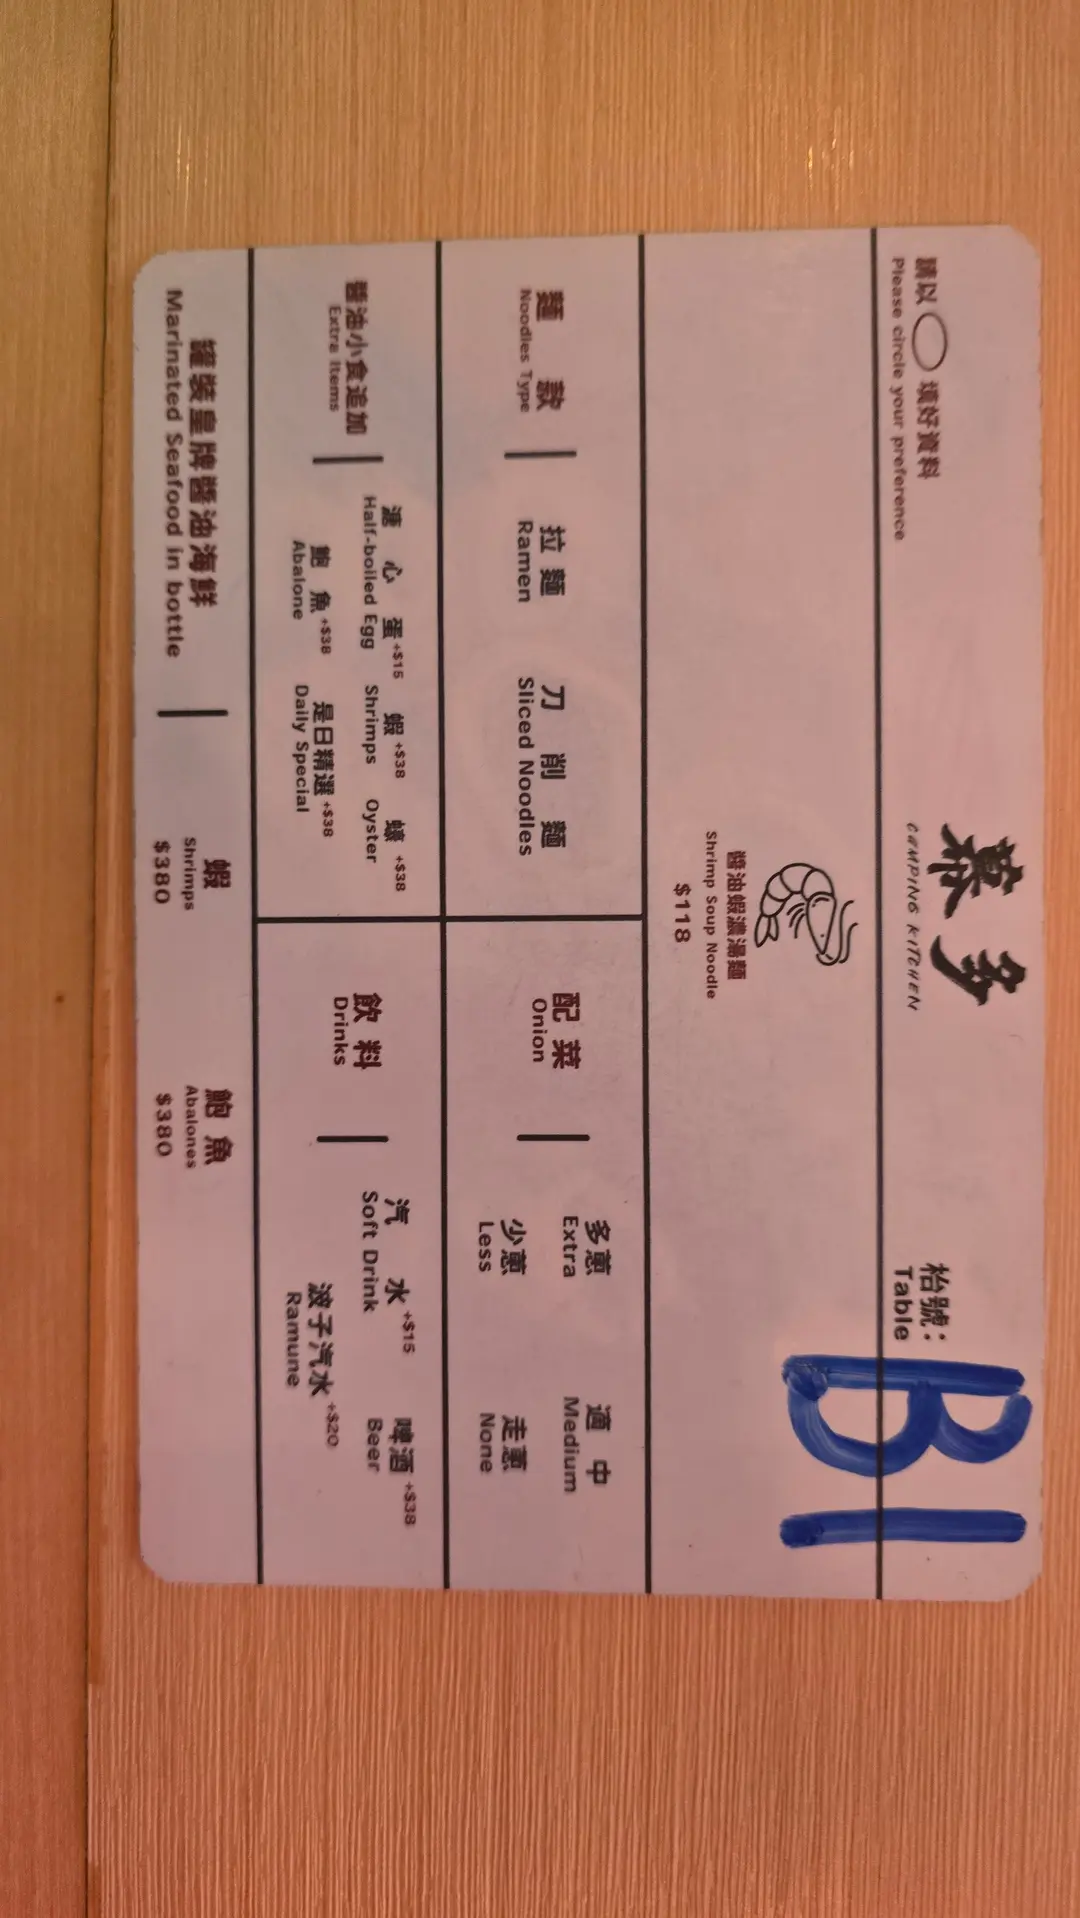 請以 ◯ 填好資料
Please circle your preference
慕多
CAMPING KITCHEN
枱號：
Table
B1
醬油蝦濃湯麵
Shrimp Soup Noodle
$118
麵款
Noodles Type
拉麵
Ramen
刀削麵
Sliced Noodles
配菜
Onion
多蔥
Extra
適中
Medium
少蔥
Less
走蔥
None
醬油小食追加
Extra Items
溏心蛋 +$15
Half-boiled Egg
蝦 +$38
Shrimps
蠔 +$38
Oyster
鮑魚 +$38
Abalone
是日精選 +$38
Daily Special
飲料
Drinks
汽水 +$15
Soft Drink
啤酒 +$38
Beer
波子汽水 +$20
Ramune
罐裝皇牌醬油海鮮
Marinated Seafood in bottle
蝦
Shrimps
$380
鮑魚
Abalones
$380